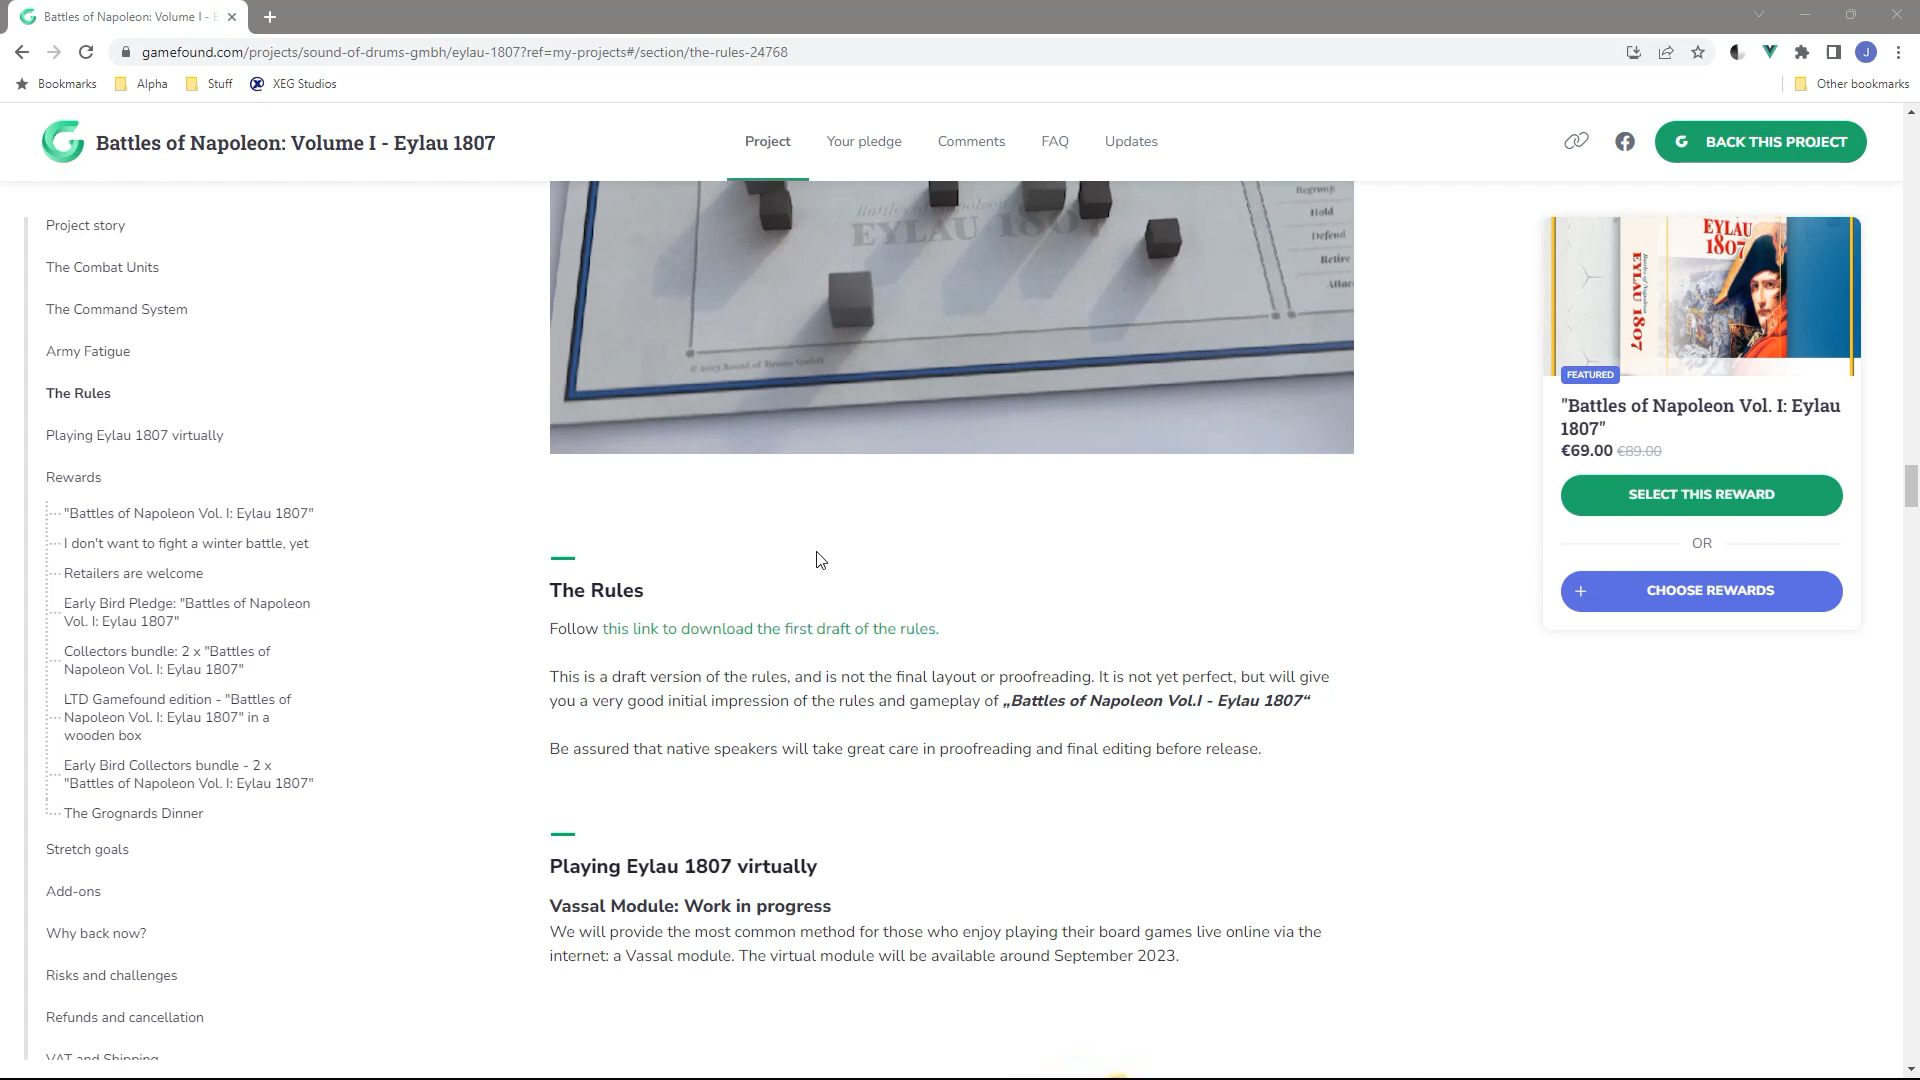 Battles of Napoleon: Volume I - E
gamefound.com/projects/sound-of-drums-gmbh/eylau-1807?ref=my-projects#/section/the-rules-24768
J
Bookmarks
Alpha
Stuff
XEG Studios
Other bookmarks
Battles of Napoleon: Volume I - Eylau 1807
Project
Your pledge
Comments
FAQ
Updates
BACK THIS PROJECT
Project story
The Combat Units
The Command System
Army Fatigue
The Rules
Playing Eylau 1807 virtually
Rewards
"Battles of Napoleon Vol. I: Eylau 1807"
I don't want to fight a winter battle, yet
Retailers are welcome
Early Bird Pledge: "Battles of Napoleon
Vol. I: Eylau 1807"
Collectors bundle: 2 x "Battles of
Napoleon Vol. I: Eylau 1807"
LTD Gamefound edition - "Battles of
Napoleon Vol. I: Eylau 1807" in a
wooden box
Early Bird Collectors bundle - 2 x
"Battles of Napoleon Vol. I: Eylau 1807"
The Grognards Dinner
Stretch goals
Add-ons
Why back now?
Risks and challenges
Refunds and cancellation
VAT and Shipping
Battles of Napoleon
EYLAU 1807
Hold
Defend
Retire
The Rules
Follow this link to download the first draft of the rules.
This is a draft version of the rules, and is not the final layout or proofreading. It is not yet perfect, but will give
you a very good initial impression of the rules and gameplay of „Battles of Napoleon Vol.I - Eylau 1807“
Be assured that native speakers will take great care in proofreading and final editing before release.
Playing Eylau 1807 virtually
Vassal Module: Work in progress
We will provide the most common method for those who enjoy playing their board games live online via the
internet: a Vassal module. The virtual module will be available around September 2023.
EYLAU
1807
EYLAU 1807
FEATURED
"Battles of Napoleon Vol. I: Eylau
1807"
€69.00 €89.00
SELECT THIS REWARD
OR
+ CHOOSE REWARDS